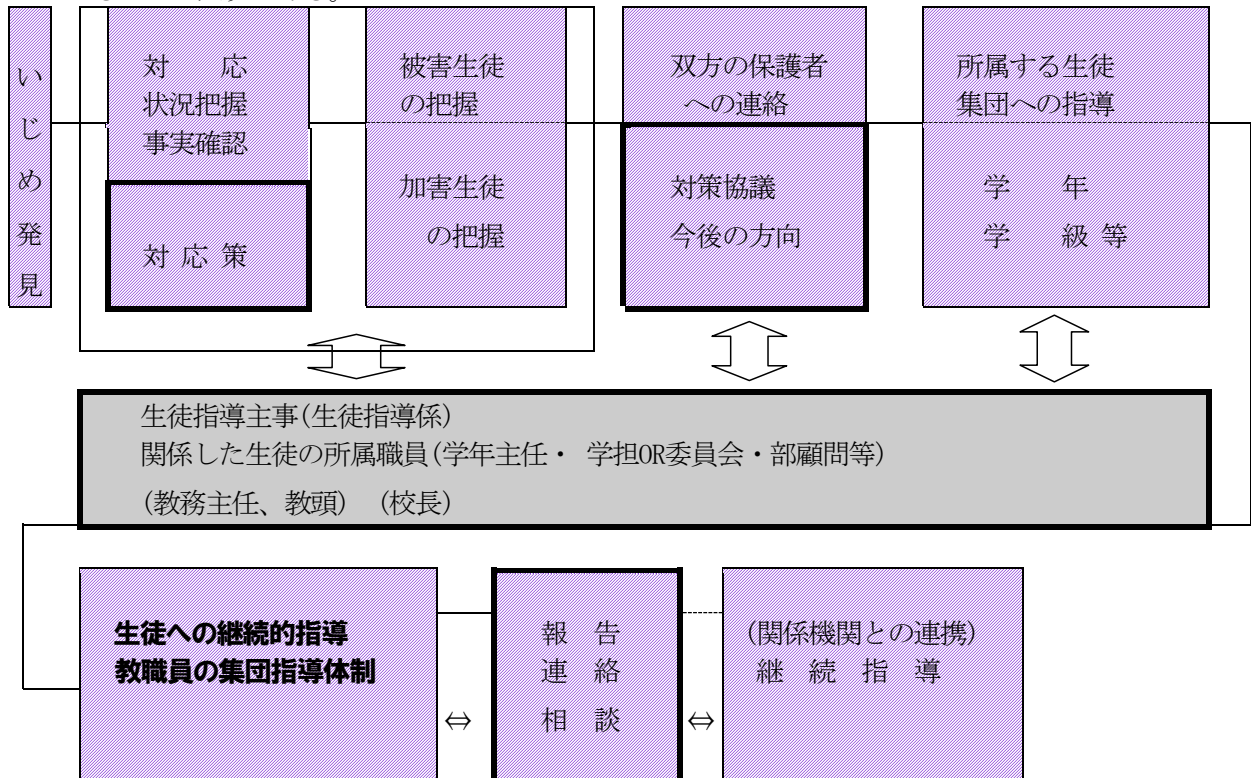 いじめ発見
対 応
状況把握
事実確認
対 応 策
被害生徒
の把握
加害生徒
の把握
双方の保護者
への連絡
対策協議
今後の方向
所属する生徒
集団への指導
学 年
学 級 等
生徒指導主事(生徒指導係)
関係した生徒の所属職員(学年主任・ 学担OR委員会・部顧問等)
(教務主任、教頭) (校長)
生徒への継続的指導
教職員の集団指導体制
⇔
報 告
連 絡
相 談
⇔
(関係機関との連携)
継 続 指 導